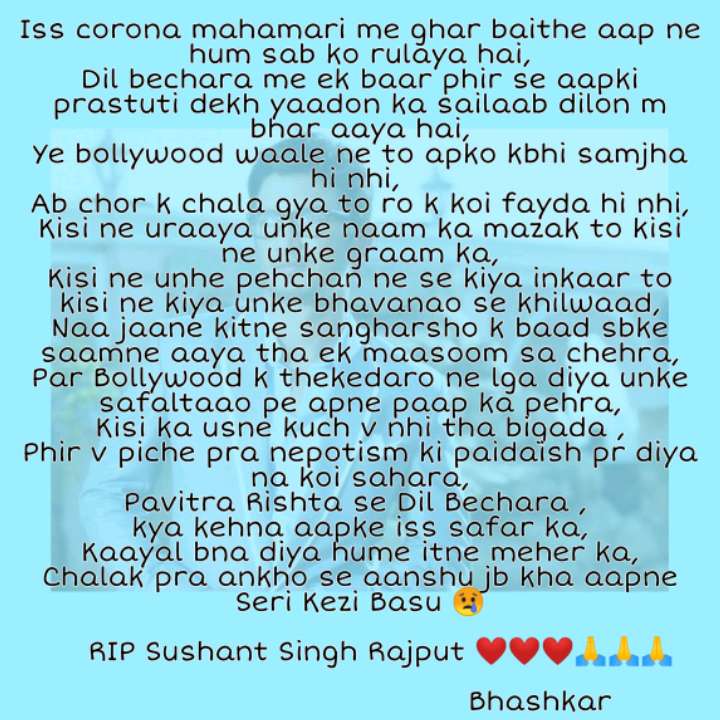 Iss corona mahamari me ghar baithe aap ne
hum sab ko rulaya hai,
Dil bechara me ek baar phir se aapki
prastuti dekh yaadon ka sailaab dilon m
bhar aaya hai,
Ye bollywood waale ne to apko kbhi samjha
hi nhi,
Ab chor k chala gya to ro k koi fayda hi nhi,
Kisi ne uraaya unke naam ka mazak to kisi
ne unke graam ka,
Kisi ne unhe pehchan ne se kiya inkaar to
kisi ne kiya unke bhavanao se khilwaad,
Naa jaane kitne sangharsho k baad sbke
saamne aaya tha ek maasoom sa chehra,
Par Bollywood k thekedaro ne lga diya unke
safaltaao pe apne paap ka pehra,
Kisi ka usne kuch v nhi tha bigada ,
Phir v piche pra nepotism ki paidaish pr diya
na koi sahara,
Pavitra Rishta se Dil Bechara ,
kya kehna aapke iss safar ka,
Kaayal bna diya hume itne meher ka,
Chalak pra ankho se aanshu jb kha aapne
Seri Kezi Basu 😢
RIP Sushant Singh Rajput ❤️❤️❤️🙏🙏🙏
Bhashkar